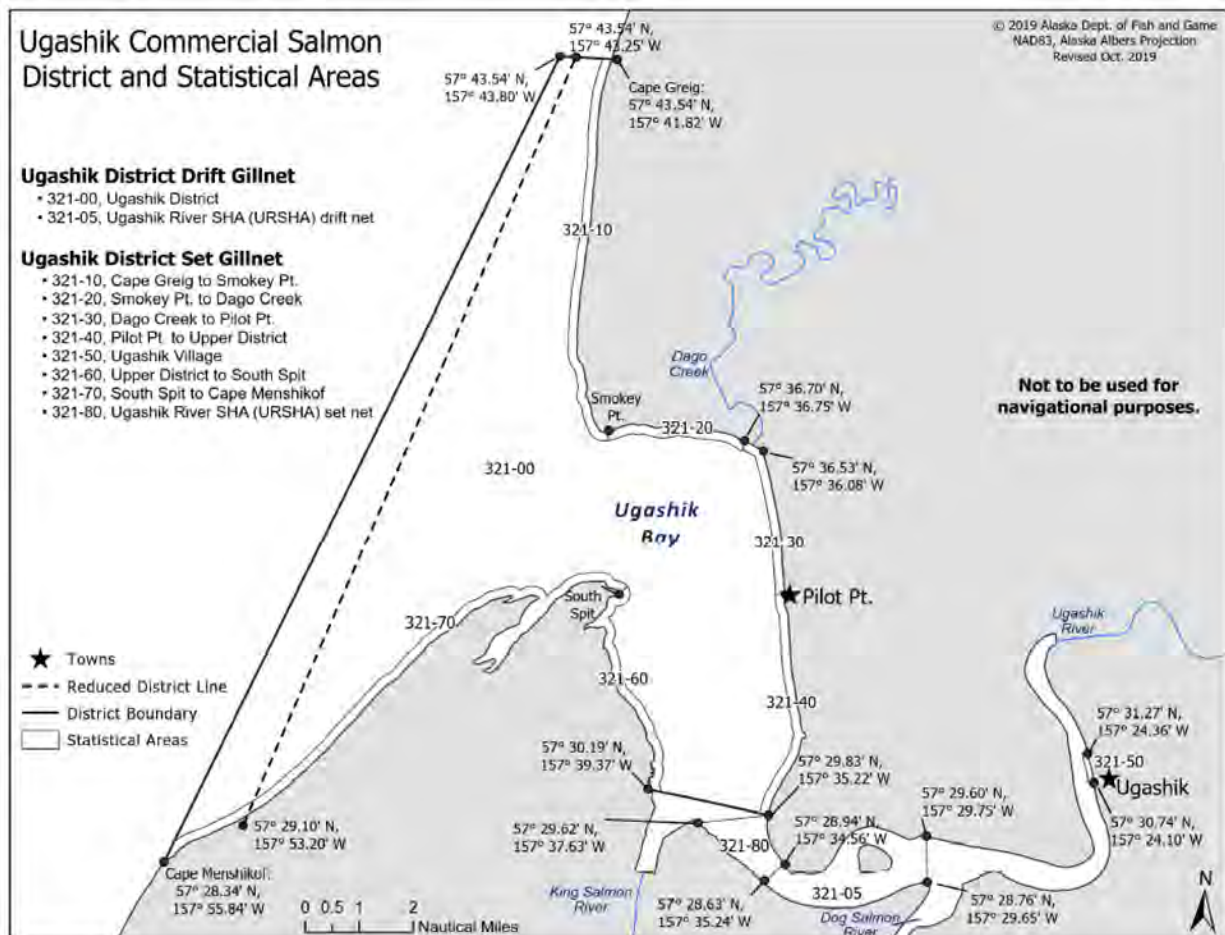 Ugashik Commercial Salmon
District and Statistical Areas
© 2019 Alaska Dept. of Fish and Game
NAD83, Alaska Albers Projection
Revised Oct. 2019
57° 43.54' N,
157° 43.25' W
57° 43.54' N,
157° 43.80' W
Cape Greig:
57° 43.54' N,
157° 41.82' W
Ugashik District Drift Gillnet
• 321-00, Ugashik District
• 321-05, Ugashik River SHA (URSHA) drift net
Ugashik District Set Gillnet
• 321-10, Cape Greig to Smokey Pt.
• 321-20, Smokey Pt. to Dago Creek
• 321-30, Dago Creek to Pilot Pt.
• 321-40, Pilot Pt. to Upper District
• 321-50, Ugashik Village
• 321-60, Upper District to South Spit
• 321-70, South Spit to Cape Menshikof
• 321-80, Ugashik River SHA (URSHA) set net
321-10
Dago
Creek
57° 36.70' N,
157° 36.75' W
Not to be used for
navigational purposes.
Smokey
Pt.
321-20
321-00
57° 36.53' N,
157° 36.08' W
Ugashik
Bay
321-30
South
Spit
Pilot Pt.
321-70
Ugashik
River
321-60
321-40
Towns
Reduced District Line
District Boundary
Statistical Areas
57° 31.27' N,
157° 24.36' W
321-50
Ugashik
57° 30.19' N,
157° 39.37' W
57° 29.83' N,
157° 35.22' W
57° 29.60' N,
157° 29.75' W
57° 30.74' N,
157° 24.10' W
57° 29.10' N,
157° 53.20' W
57° 29.62' N,
157° 37.63' W
57° 28.94' N,
157° 34.56' W
321-80
Cape Menshikof:
57° 28.34' N,
157° 55.84' W
King Salmon
River
321-05
57° 28.63' N,
157° 35.24' W
Dog Salmon
River
57° 28.76' N,
157° 29.65' W
0 0.5 1 2
Nautical Miles
N